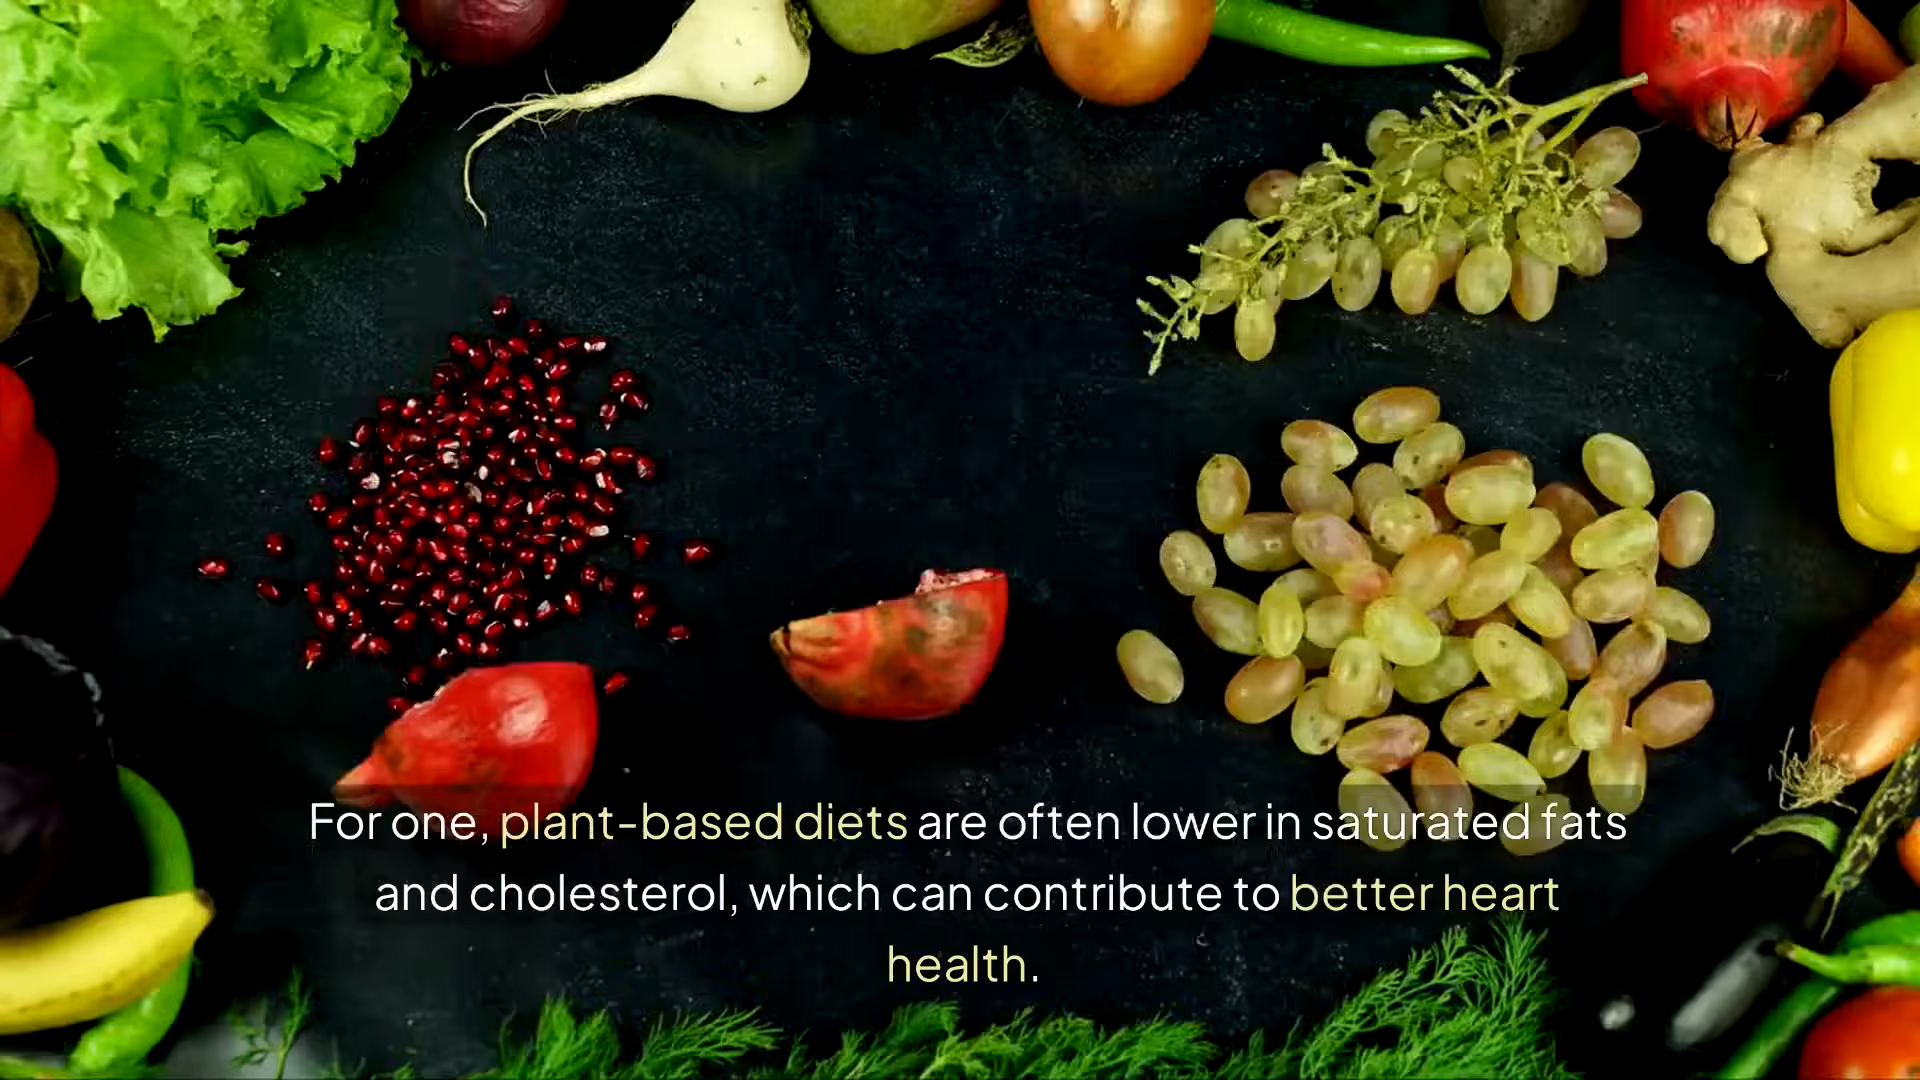 For one, plant-based diets are often lower in saturated fats
and cholesterol, which can contribute to better heart
health.